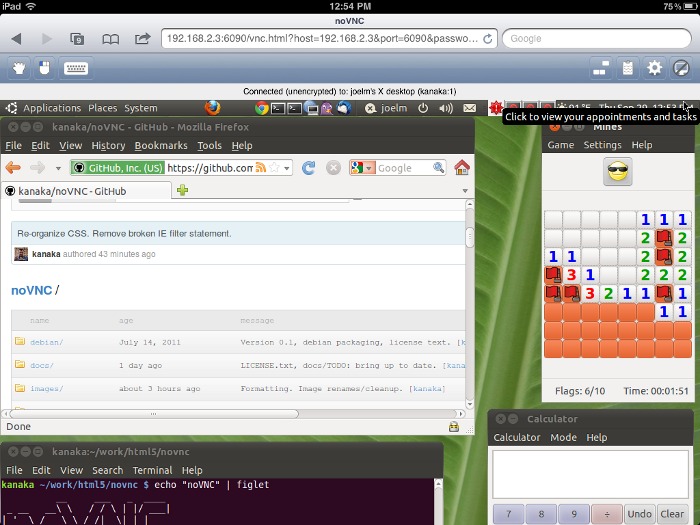 iPad
12:54 PM
75%
noVNC
9
192.168.2.3:6090/vnc.html?host=192.168.2.3&port=6090&passwo...
Google
Connected (unencrypted) to: joelm's X desktop (kanaka:1)
Applications Places System
joelm
Click to view your appointments and tasks
kanaka/noVNC - GitHub - Mozilla Firefox
File Edit View History Bookmarks Tools Help
GitHub, Inc. (US)
https://github.com
Google
kanaka/noVNC - GitHub
Re-organize CSS. Remove broken IE filter statement.
kanaka authored 43 minutes ago
noVNC /
name age message
debian/ July 14, 2011 Version 0.1, debian packaging, license text. [k
docs/ 1 day ago LICENSE.txt, docs/TODO: bring up to date. [kana
images/ about 3 hours ago Formatting. Image renames/cleanup. [kanaka]
Done
kanaka:~/work/html5/novnc
File Edit View Search Terminal Help
kanaka ~/work/html5/novnc $ echo "noVNC" | figlet
Mines
Game Settings Help
1 1 1
2 2
1 1 2 2
3 1 2 2 2
3 2 1 1 1
1 1
Flags: 6/10 Time: 00:01:51
Calculator
Calculator Mode Help
7 8 9 ÷ Undo Clear